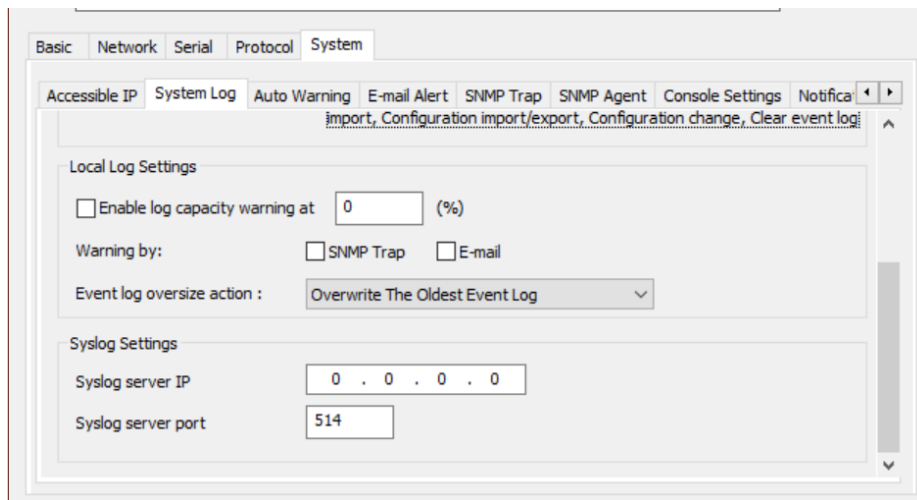 Basic Network Serial Protocol System
Accessible IP System Log Auto Warning E-mail Alert SNMP Trap SNMP Agent Console Settings Notifica
import, Configuration import/export, Configuration change, Clear event log
Local Log Settings
Enable log capacity warning at 0 (%)
Warning by: SNMP Trap E-mail
Event log oversize action : Overwrite The Oldest Event Log
Syslog Settings
Syslog server IP 0 . 0 . 0 . 0
Syslog server port 514